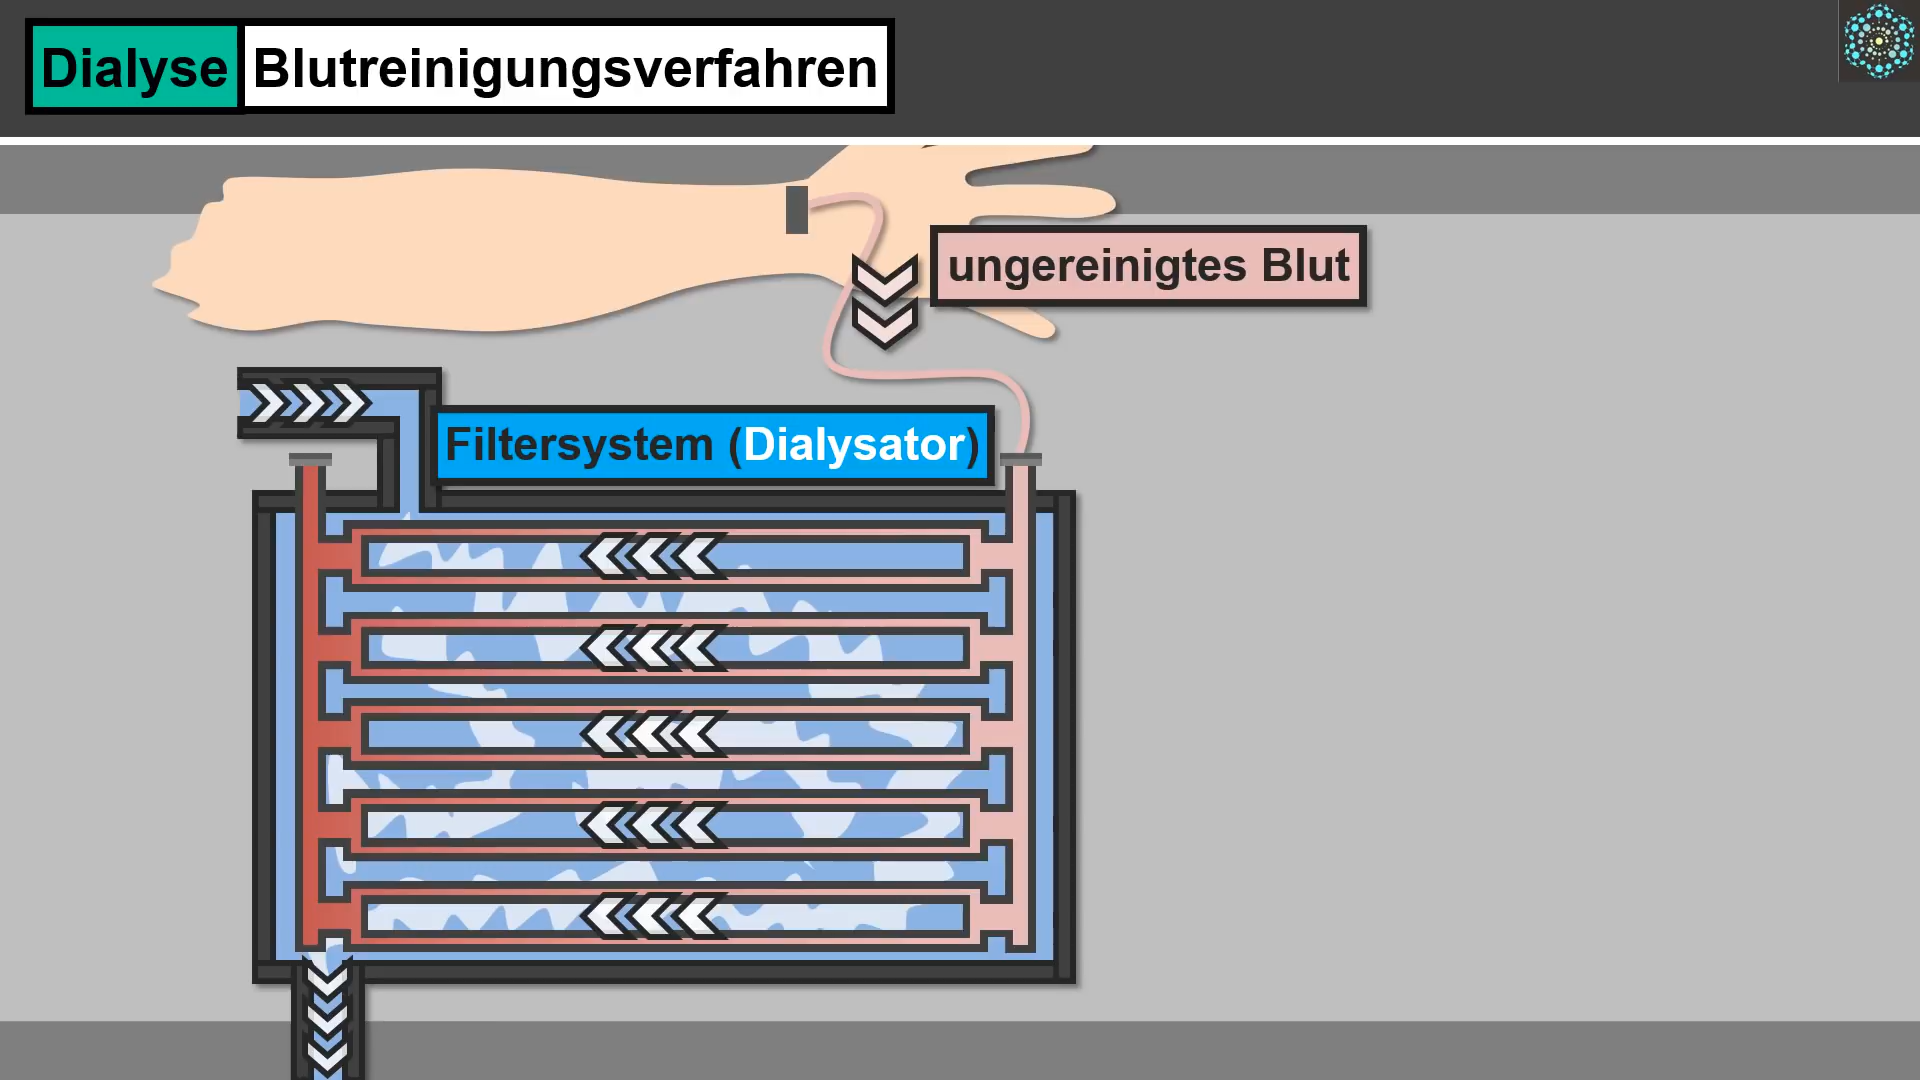 Dialyse Blutreinigungsverfahren
ungereinigtes Blut
Filtersystem (Dialysator)